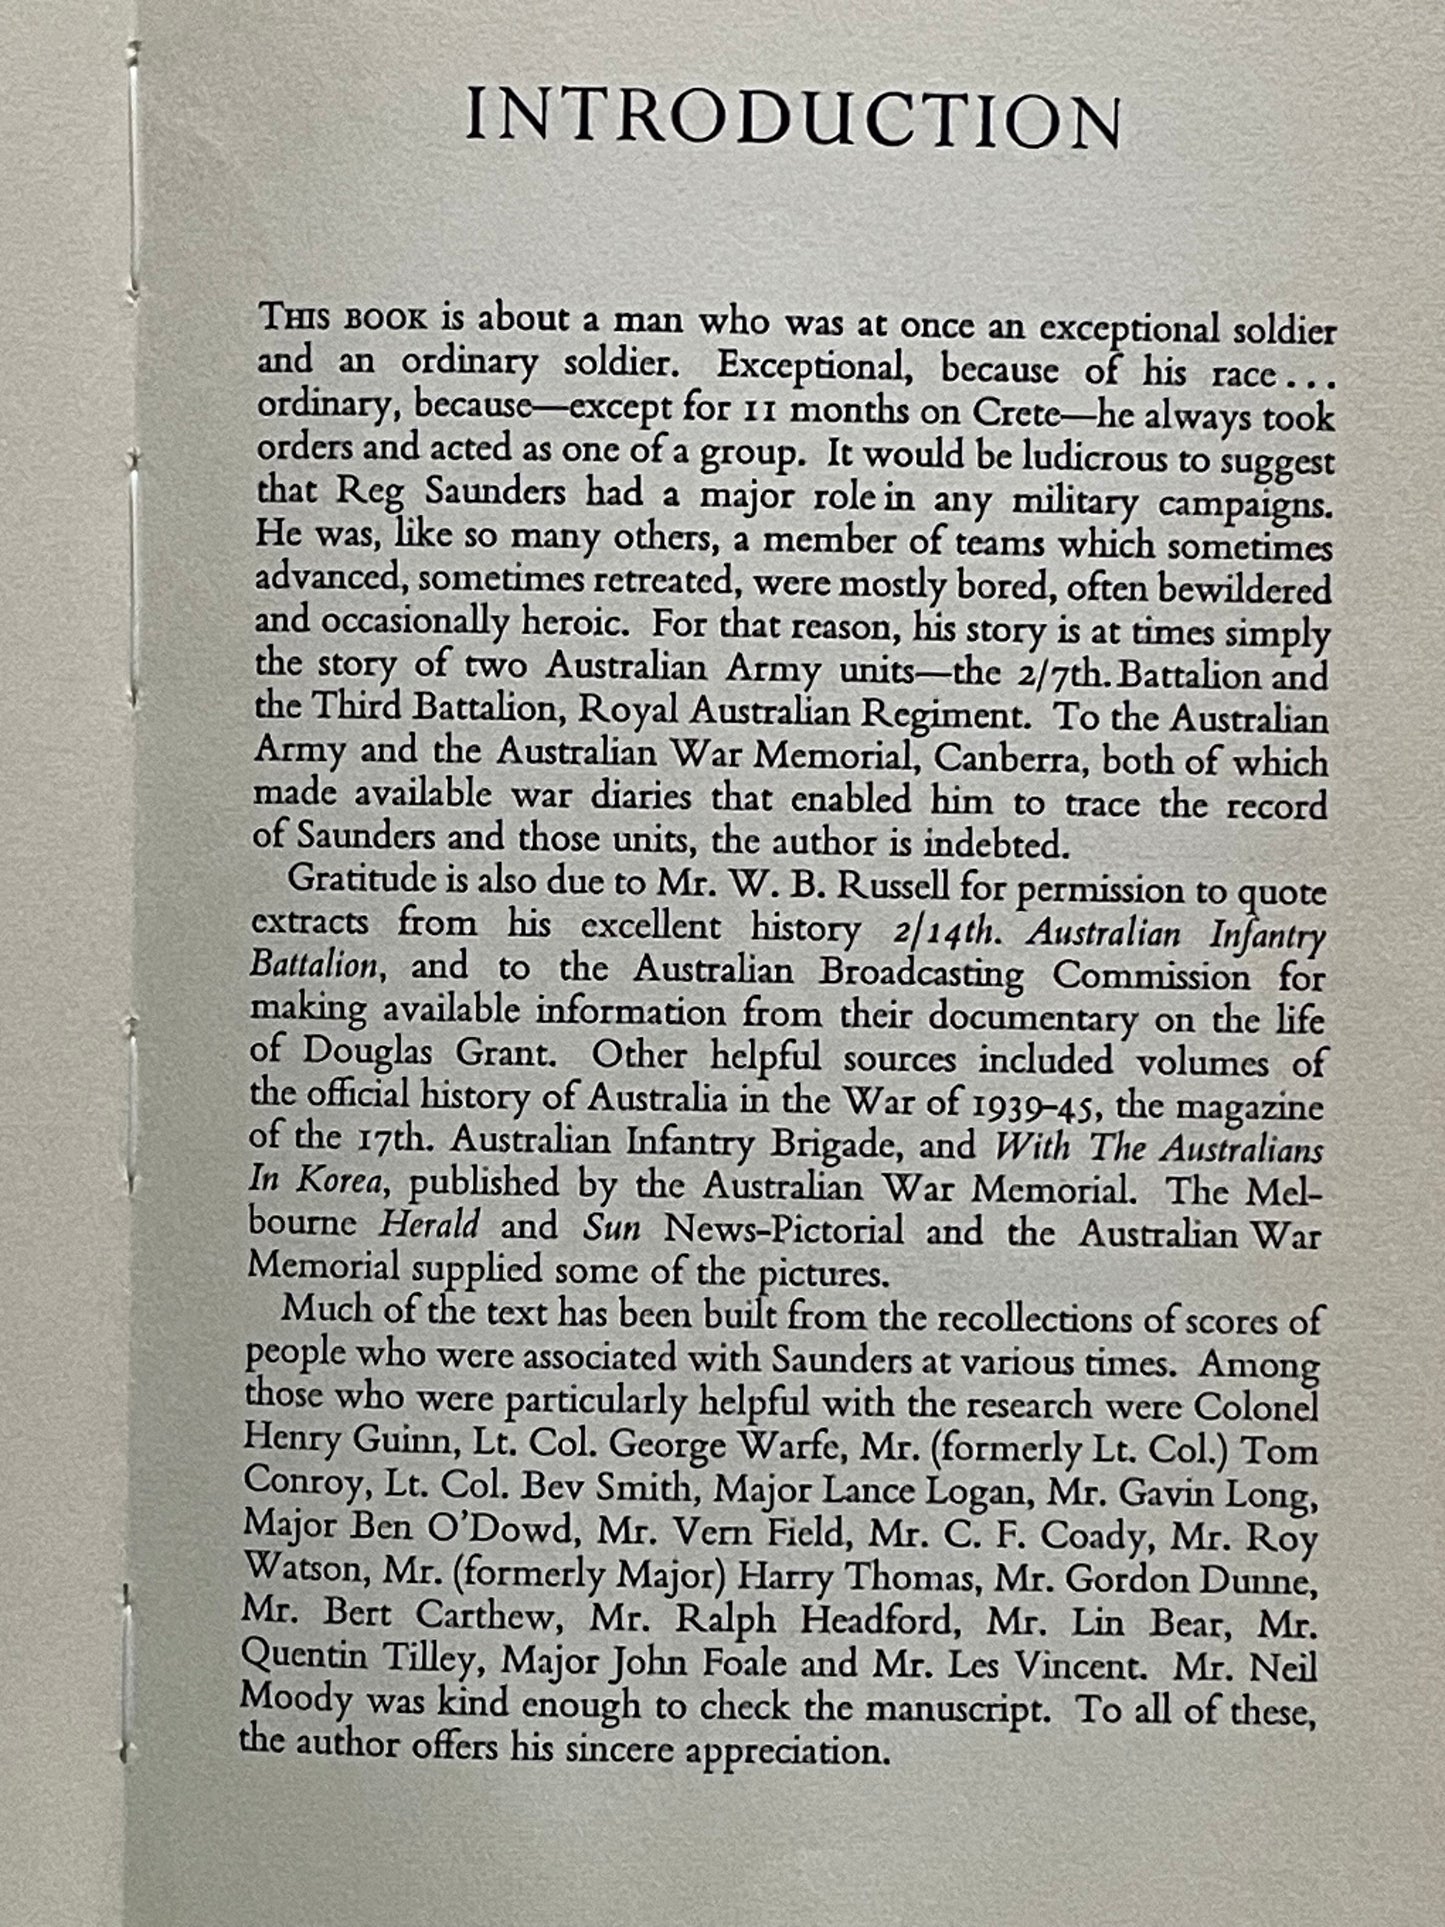 INTRODUCTION
THIS BOOK is about a man who was at once an exceptional soldier
and an ordinary soldier. Exceptional, because of his race...
ordinary, because—except for 11 months on Crete—he always took
orders and acted as one of a group. It would be ludicrous to suggest
that Reg Saunders had a major role in any military campaigns.
He was, like so many others, a member of teams which sometimes
advanced, sometimes retreated, were mostly bored, often bewildered
and occasionally heroic. For that reason, his story is at times simply
the story of two Australian Army units—the 2/7th. Battalion and
the Third Battalion, Royal Australian Regiment. To the Australian
Army and the Australian War Memorial, Canberra, both of which
made available war diaries that enabled him to trace the record
of Saunders and those units, the author is indebted.
Gratitude is also due to Mr. W. B. Russell for permission to quote
extracts from his excellent history 2/14th. Australian Infantry
Battalion, and to the Australian Broadcasting Commission for
making available information from their documentary on the life
of Douglas Grant. Other helpful sources included volumes of
the official history of Australia in the War of 1939–45, the magazine
of the 17th. Australian Infantry Brigade, and With The Australians
In Korea, published by the Australian War Memorial. The Mel-
bourne Herald and Sun News-Pictorial and the Australian War
Memorial supplied some of the pictures.
Much of the text has been built from the recollections of scores of
people who were associated with Saunders at various times. Among
those who were particularly helpful with the research were Colonel
Henry Guinn, Lt. Col. George Warfe, Mr. (formerly Lt. Col.) Tom
Conroy, Lt. Col. Bev Smith, Major Lance Logan, Mr. Gavin Long,
Major Ben O'Dowd, Mr. Vern Field, Mr. C. F. Coady, Mr. Roy
Watson, Mr. (formerly Major) Harry Thomas, Mr. Gordon Dunne,
Mr. Bert Carthew, Mr. Ralph Headford, Mr. Lin Bear, Mr.
Quentin Tilley, Major John Foale and Mr. Les Vincent. Mr. Neil
Moody was kind enough to check the manuscript. To all of these,
the author offers his sincere appreciation.